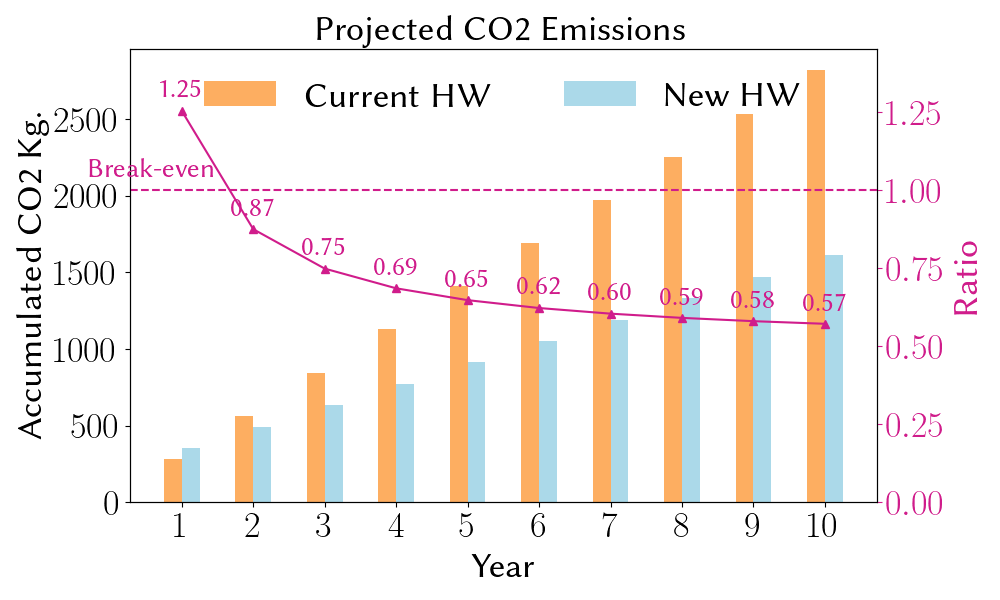 Projected CO2 Emissions
Current HW
New HW
Accumulated CO2 Kg.
2500
2000
1500
1000
500
0
Break-even
1.25
0.87
0.75
0.69
0.65
0.62
0.60
0.59
0.58
0.57
1.25
1.00
0.75
0.50
0.25
0.00
Ratio
1 2 3 4 5 6 7 8 9 10
Year